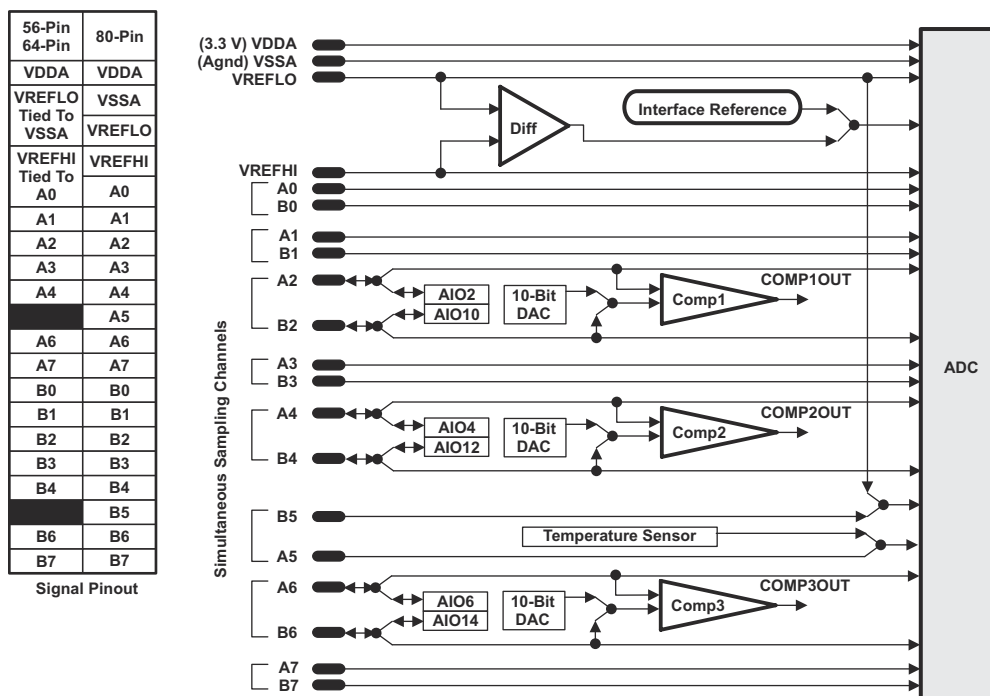 56-Pin
64-Pin
80-Pin
VDDA
VDDA
VREFLO
Tied To
VSSA
VSSA
VREFLO
VREFHI
Tied To
A0
VREFHI
A0
A1
A1
A2
A2
A3
A3
A4
A4
A5
A6
A6
A7
A7
B0
B0
B1
B1
B2
B2
B3
B3
B4
B4
B5
B6
B6
B7
B7
Signal Pinout
(3.3 V) VDDA
(Agnd) VSSA
VREFLO
Interface Reference
Diff
VREFHI
A0
B0
A1
B1
A2
AIO2
AIO10
10-Bit
DAC
Comp1
COMP1OUT
B2
Simultaneous Sampling Channels
A3
B3
ADC
A4
AIO4
AIO12
10-Bit
DAC
Comp2
COMP2OUT
B4
B5
Temperature Sensor
A5
A6
AIO6
AIO14
10-Bit
DAC
Comp3
COMP3OUT
B6
A7
B7